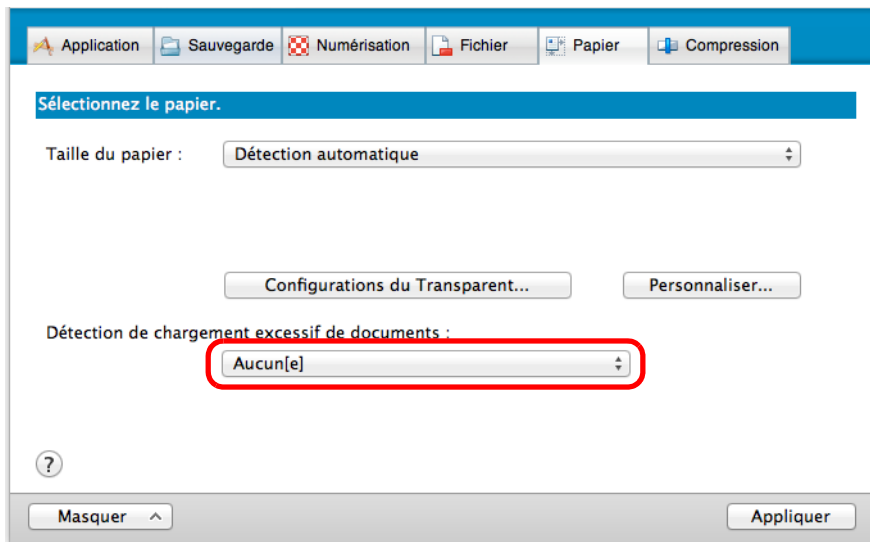 Application Sauvegarde Numérisation Fichier Papier Compression
Sélectionnez le papier.
Taille du papier : Détection automatique
Configurations du Transparent... Personnaliser...
Détection de chargement excessif de documents :
Aucun[e]
?
Masquer Appliquer